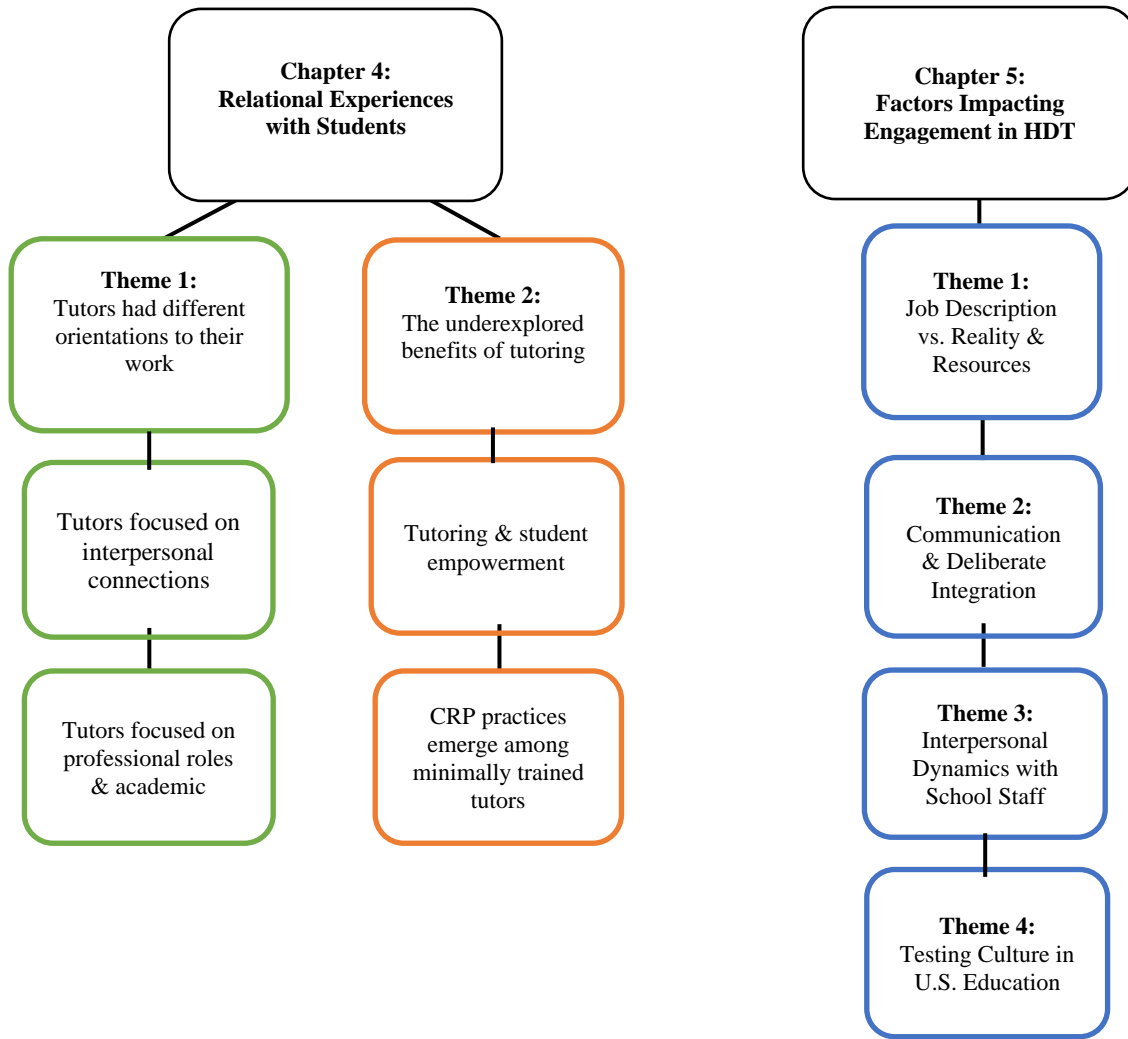 Chapter 4:
Relational Experiences
with Students
Theme 1:
Tutors had different
orientations to their
work
Tutors focused on
interpersonal
connections
Tutors focused on
professional roles
& academic
Theme 2:
The underexplored
benefits of tutoring
Tutoring & student
empowerment
CRP practices
emerge among
minimally trained
tutors
Chapter 5:
Factors Impacting
Engagement in HDT
Theme 1:
Job Description
vs. Reality &
Resources
Theme 2:
Communication
& Deliberate
Integration
Theme 3:
Interpersonal
Dynamics with
School Staff
Theme 4:
Testing Culture in
U.S. Education